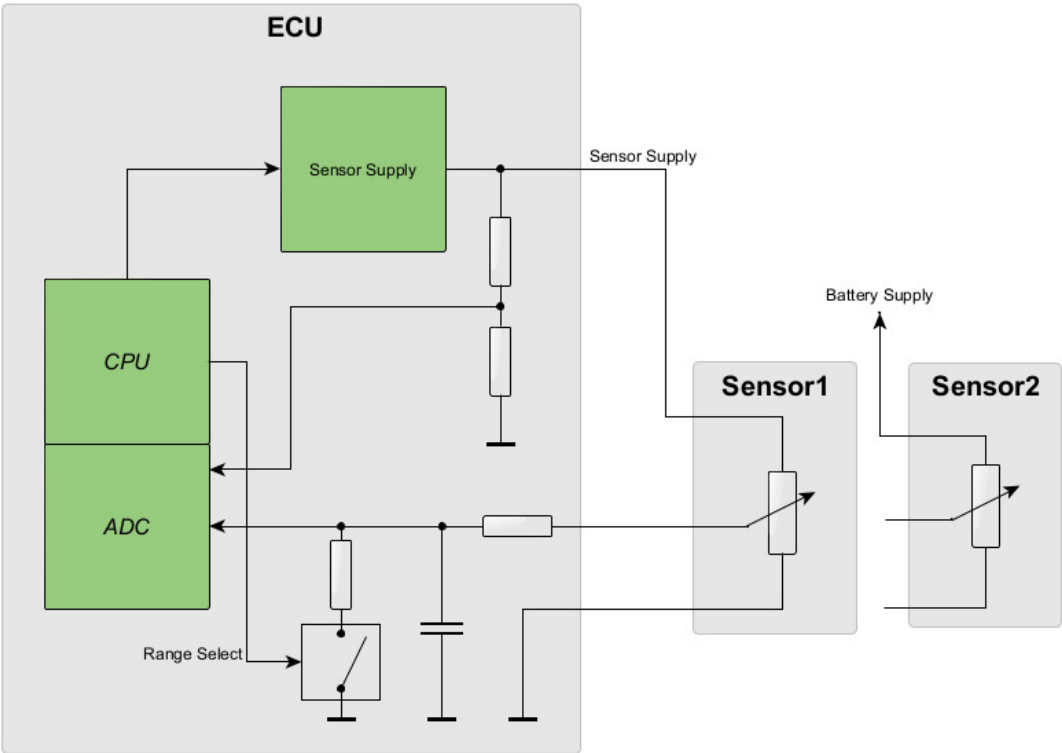 ECU
Sensor Supply
Sensor Supply
Battery Supply
CPU
Sensor1
Sensor2
ADC
Range Select